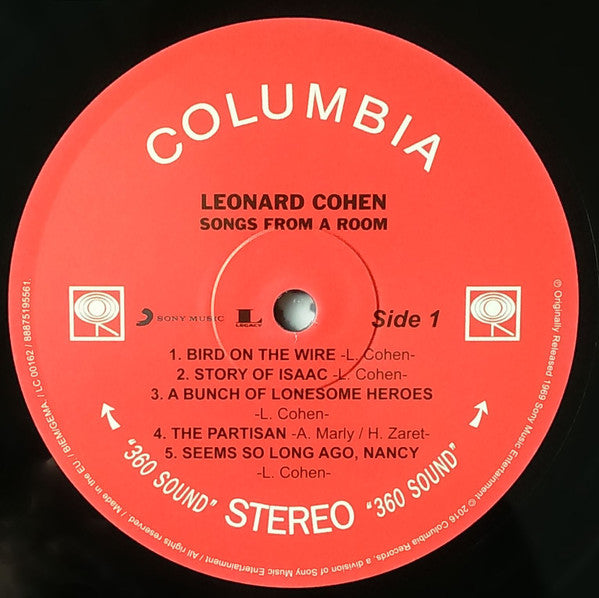 COLUMBIA
LEONARD COHEN
SONGS FROM A ROOM
SONY MUSIC
LEGACY
Side 1
1. BIRD ON THE WIRE -L. Cohen-
2. STORY OF ISAAC -L. Cohen-
3. A BUNCH OF LONESOME HEROES
-L. Cohen-
4. THE PARTISAN -A. Marly / H. Zaret-
5. SEEMS SO LONG AGO, NANCY
-L. Cohen-
"360 SOUND" STEREO "360 SOUND"
℗ Originally Released 1969 Sony Music Entertainment © 2016 Columbia Records, a division of Sony Music Entertainment / All rights reserved / Made in the EU / BIEM/GEMA / LC 00162 / 88875195561.